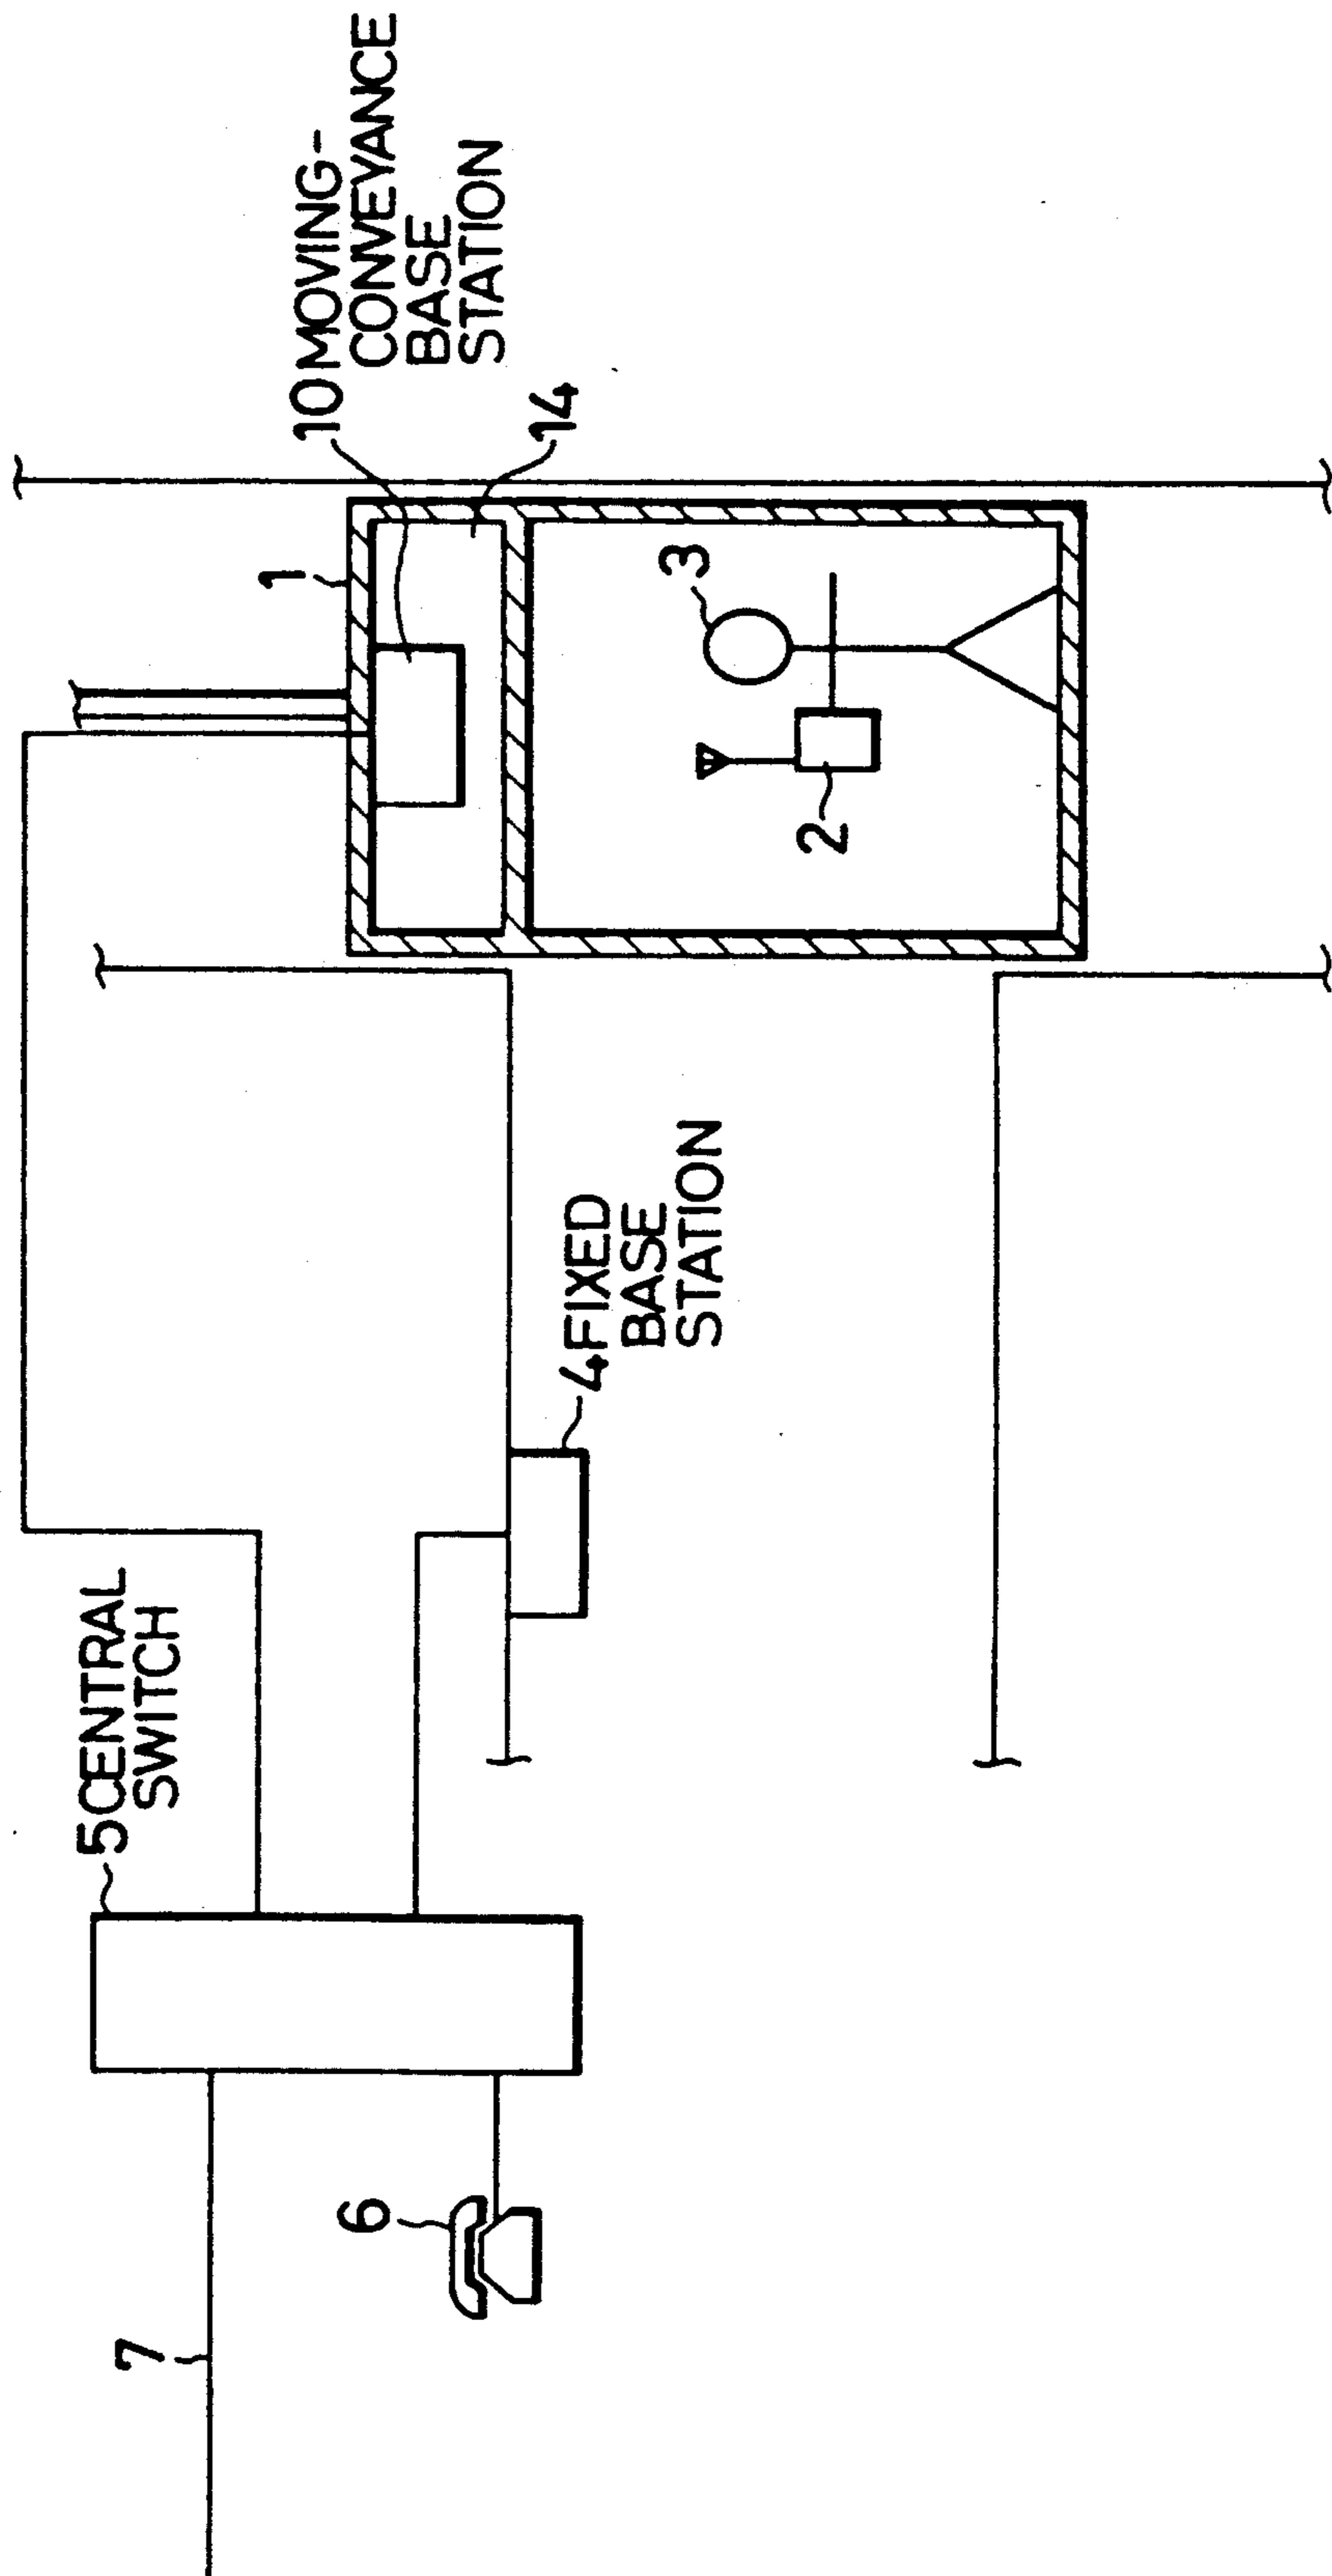 10 MOVING-
CONVEYANCE
BASE
STATION
14
1
3
2
4 FIXED
BASE
STATION
5 CENTRAL
SWITCH
6
7